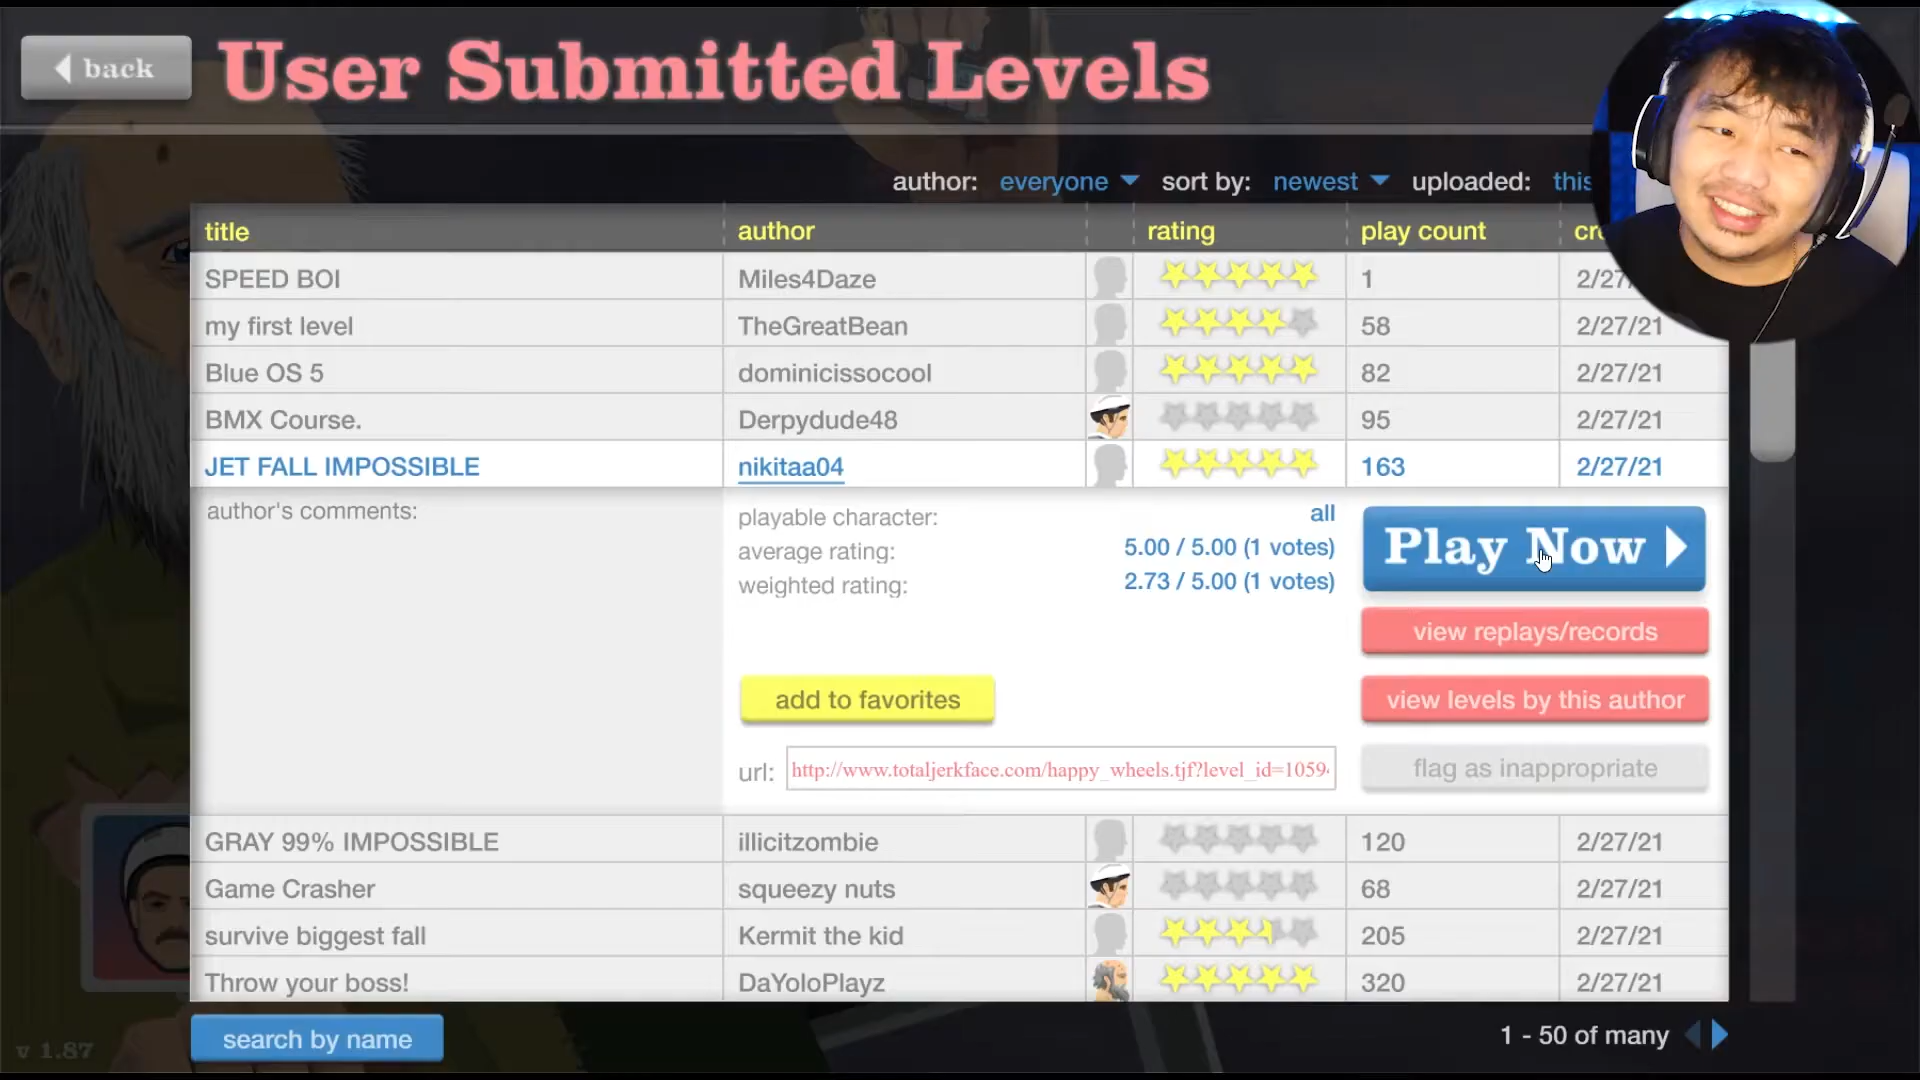 back
User Submitted Levels
author: everyone sort by: newest uploaded: this
title author rating play count
SPEED BOI Miles4Daze 1 2/27/
my first level TheGreatBean 58 2/27/21
Blue OS 5 dominicissocool 82 2/27/21
BMX Course. Derpydude48 95 2/27/21
JET FALL IMPOSSIBLE nikitaa04 163 2/27/21
author's comments:
playable character: all
average rating: 5.00 / 5.00 (1 votes)
weighted rating: 2.73 / 5.00 (1 votes)
Play Now
view replays/records
add to favorites
view levels by this author
url: http://www.totaljerkface.com/happy_wheels.tjf?level_id=1059
flag as inappropriate
GRAY 99% IMPOSSIBLE illicitzombie 120 2/27/21
Game Crasher squeezy nuts 68 2/27/21
survive biggest fall Kermit the kid 205 2/27/21
Throw your boss! DaYoloPlayz 320 2/27/21
search by name
1 - 50 of many
v 1.87